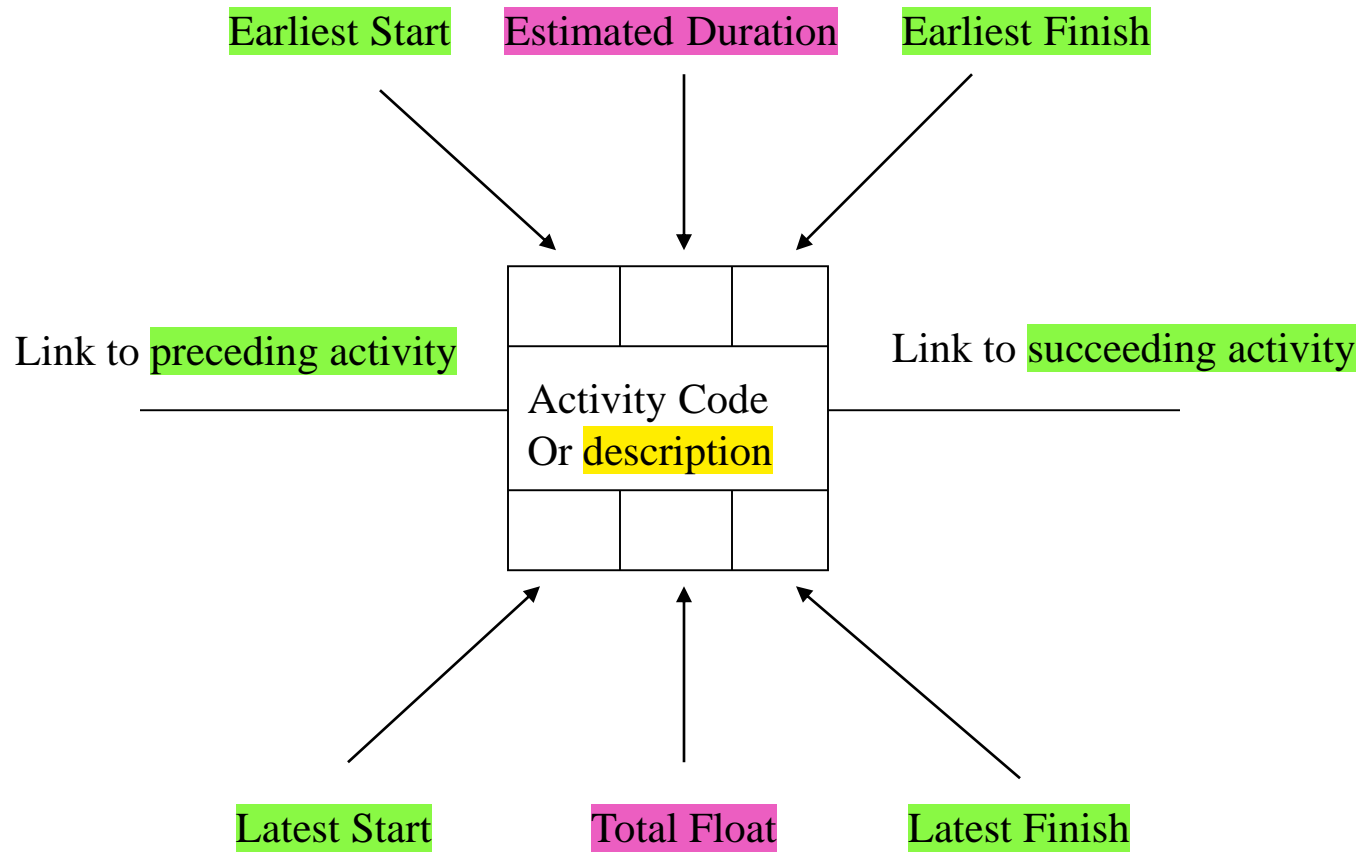 Earliest Start
Estimated Duration
Earliest Finish
Link to preceding activity
Link to succeeding activity
Activity Code
Or description
Latest Start
Total Float
Latest Finish